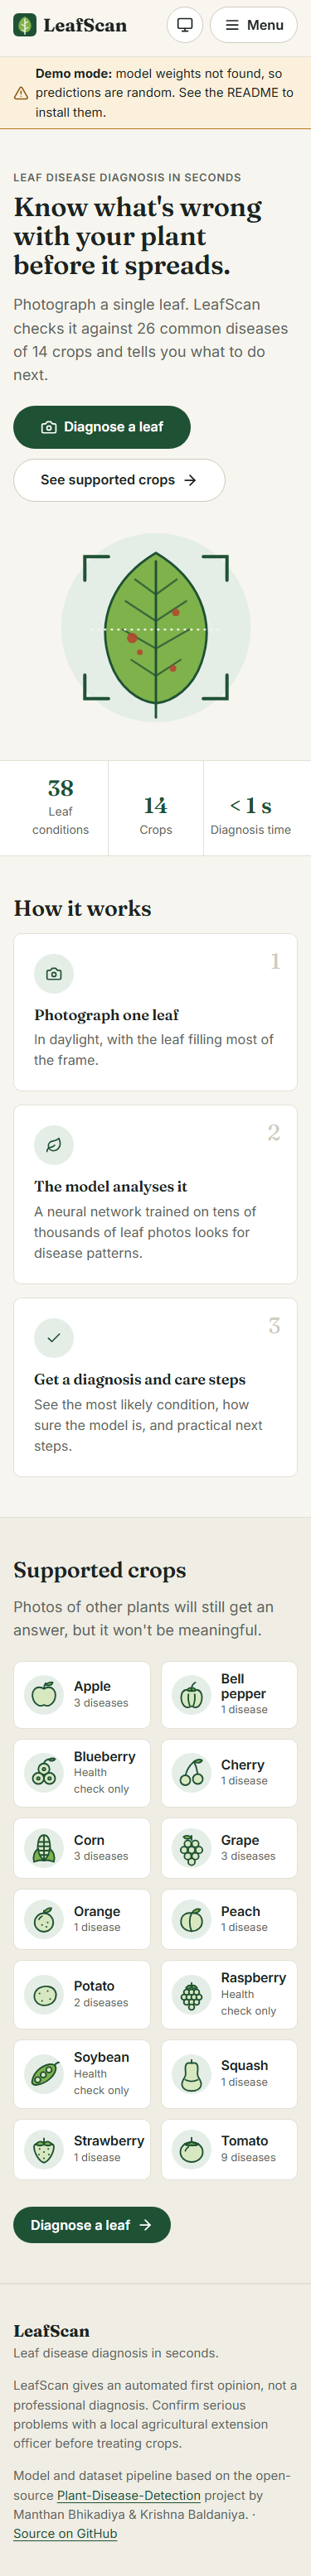 LeafScan
Menu
Demo mode: model weights not found, so
predictions are random. See the README to
install them.
LEAF DISEASE DIAGNOSIS IN SECONDS
Know what's wrong
with your plant
before it spreads.
Photograph a single leaf. LeafScan
checks it against 26 common diseases
of 14 crops and tells you what to do
next.
Diagnose a leaf
See supported crops →
38
Leaf
conditions
14
Crops
< 1 s
Diagnosis time
How it works
1
Photograph one leaf
In daylight, with the leaf filling most of
the frame.
2
The model analyses it
A neural network trained on tens of
thousands of leaf photos looks for
disease patterns.
3
Get a diagnosis and care steps
See the most likely condition, how
sure the model is, and practical next
steps.
Supported crops
Photos of other plants will still get an
answer, but it won't be meaningful.
Apple
3 diseases
Bell
pepper
1 disease
Blueberry
Health
check only
Cherry
1 disease
Corn
3 diseases
Grape
3 diseases
Orange
1 disease
Peach
1 disease
Potato
2 diseases
Raspberry
Health
check only
Soybean
Health
check only
Squash
1 disease
Strawberry
1 disease
Tomato
9 diseases
Diagnose a leaf →
LeafScan
Leaf disease diagnosis in seconds.
LeafScan gives an automated first opinion, not a
professional diagnosis. Confirm serious
problems with a local agricultural extension
officer before treating crops.
Model and dataset pipeline based on the open-
source Plant-Disease-Detection project by
Manthan Bhikadiya & Krishna Baldaniya. ·
Source on GitHub